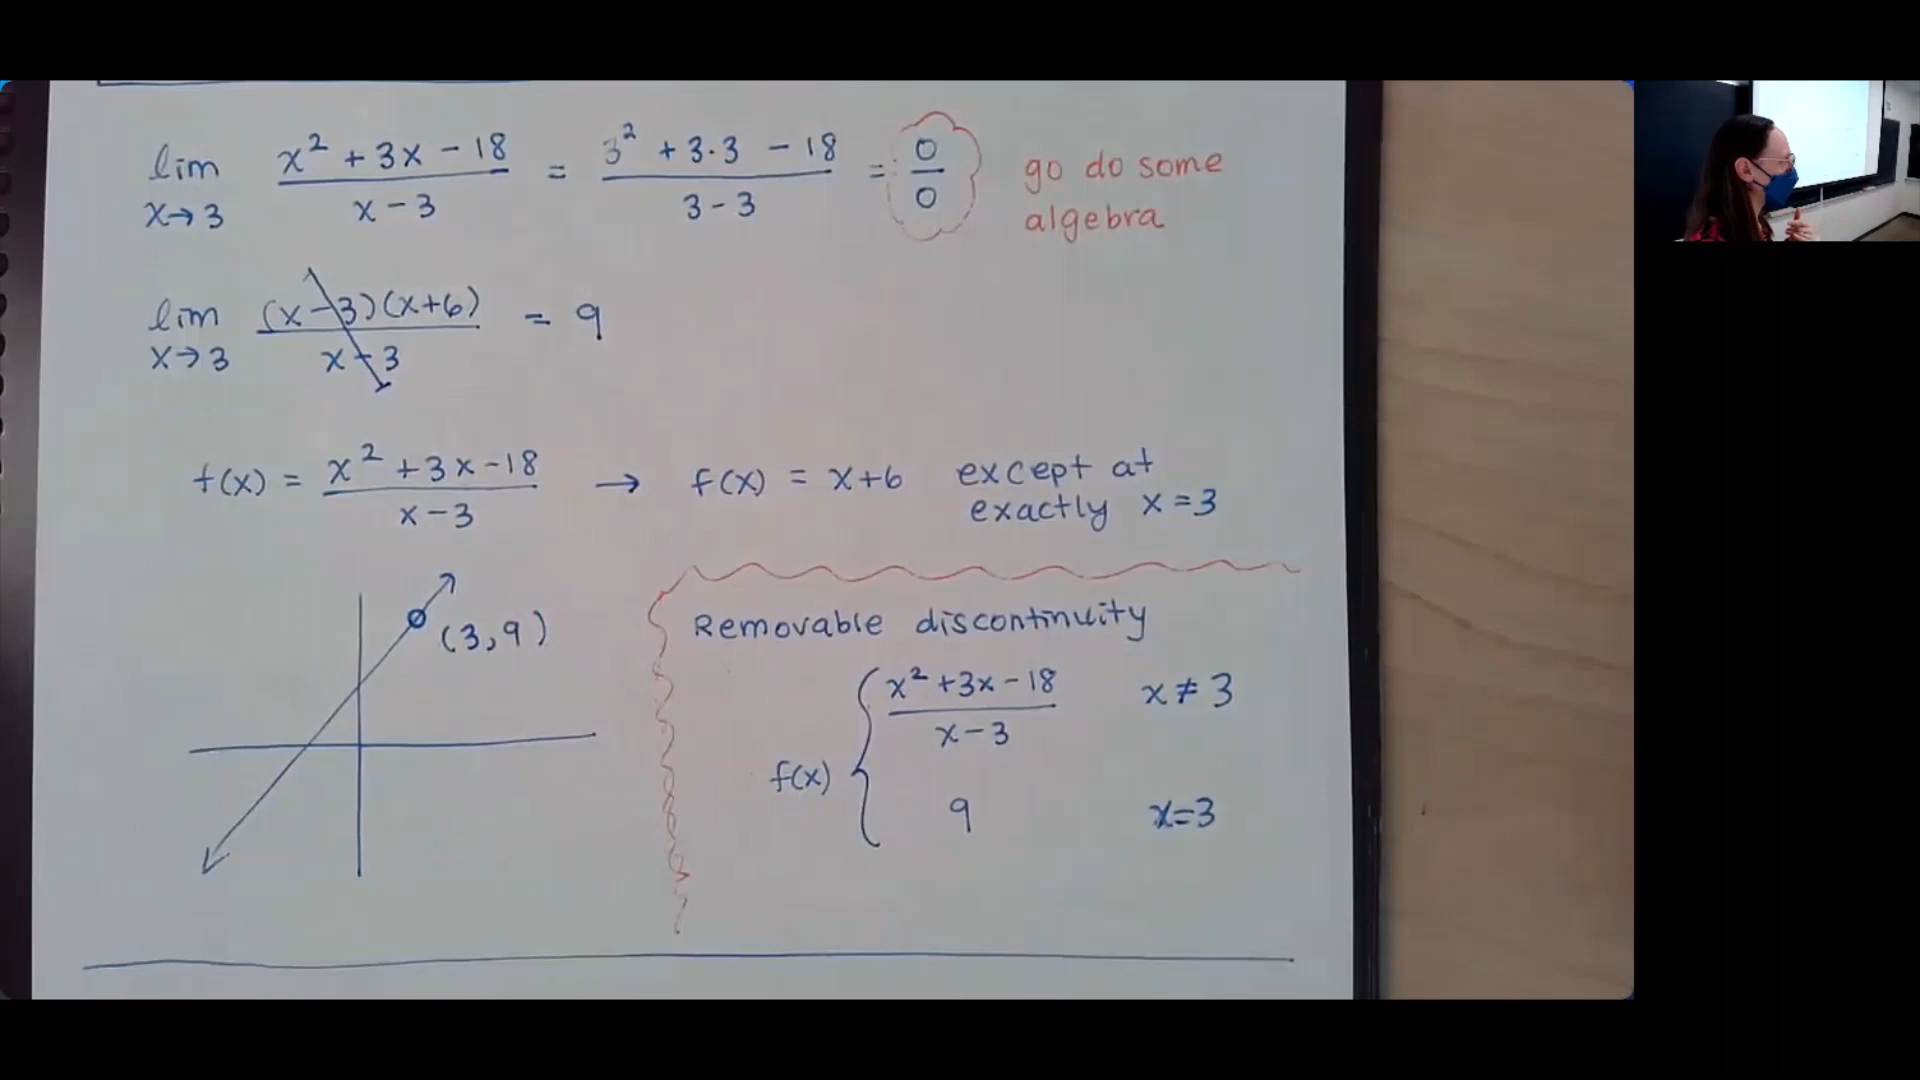 lim x→3 (x² + 3x - 18)/(x - 3) = (3² + 3·3 - 18)/(3 - 3) = 0/0 go do some
algebra
lim x→3 (x-3)(x+6)/(x-3) = 9
f(x) = (x² + 3x - 18)/(x - 3) → f(x) = x+6 except at
exactly x = 3
(3, 9)
Removable discontinuity
f(x) { (x² + 3x - 18)/(x - 3) x ≠ 3
9 x = 3